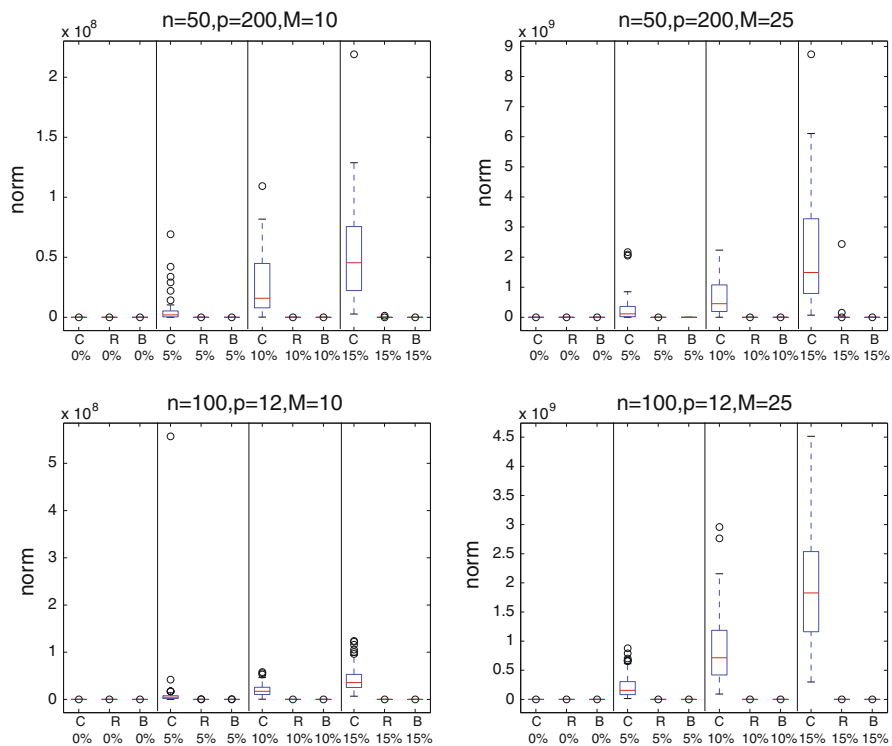 n=50,p=200,M=10
x 10^8
2
1.5
1
0.5
0
norm
C R B C R B C R B C R B
0% 0% 0% 5% 5% 5% 10% 10% 10% 15% 15% 15%
n=50,p=200,M=25
x 10^9
9
8
7
6
5
4
3
2
1
0
norm
C R B C R B C R B C R B
0% 0% 0% 5% 5% 5% 10% 10% 10% 15% 15% 15%
n=100,p=12,M=10
x 10^8
5
4
3
2
1
0
norm
C R B C R B C R B C R B
0% 0% 0% 5% 5% 5% 10% 10% 10% 15% 15% 15%
n=100,p=12,M=25
x 10^9
4.5
4
3.5
3
2.5
2
1.5
1
0.5
0
norm
C R B C R B C R B C R B
0% 0% 0% 5% 5% 5% 10% 10% 10% 15% 15% 15%